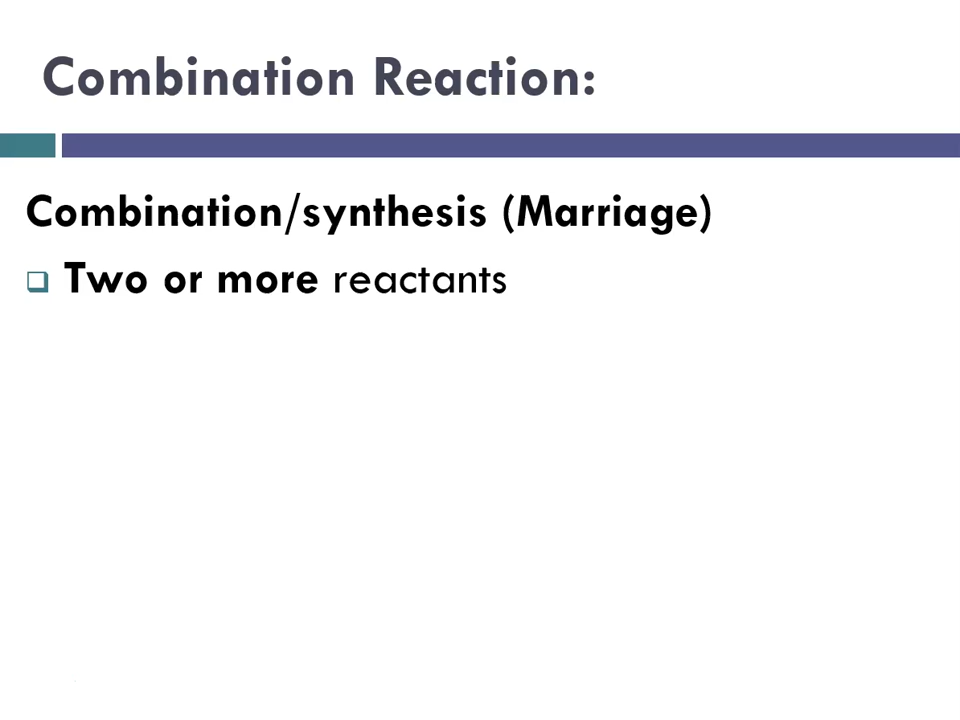 Combination Reaction:
Combination/synthesis (Marriage)
Two or more reactants